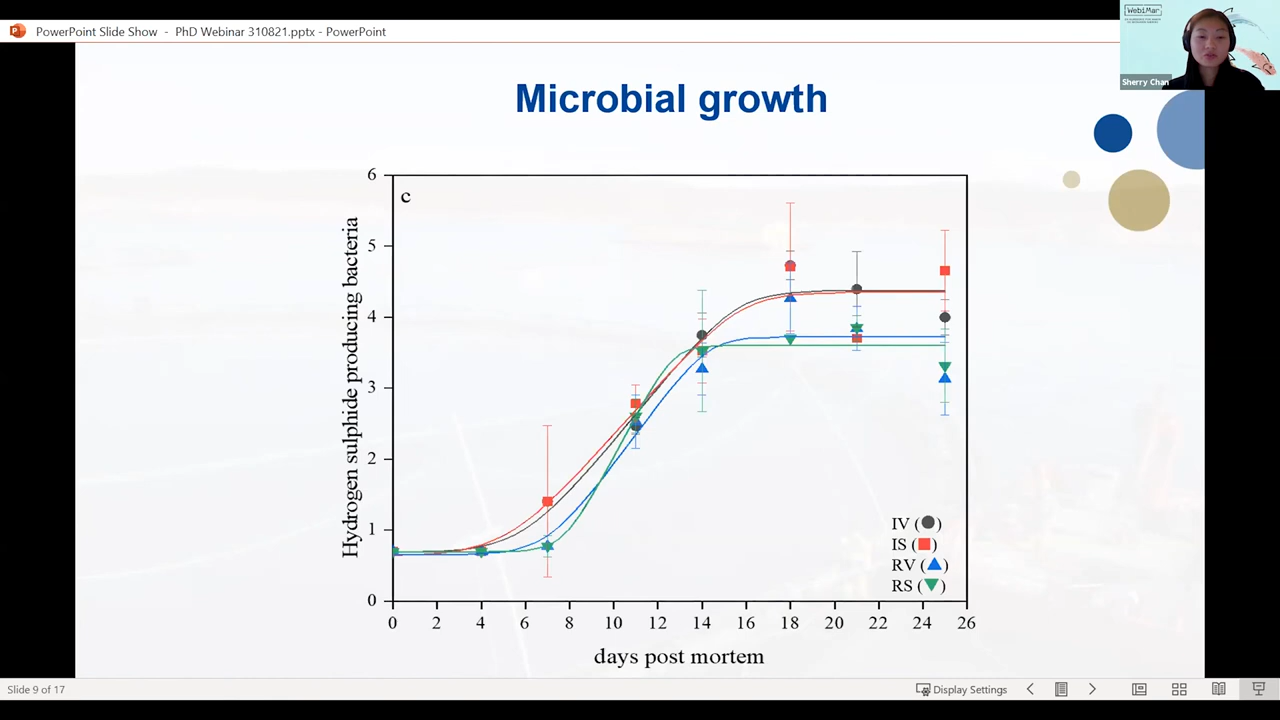 PowerPoint Slide Show - PhD Webinar 310821.pptx - PowerPoint
WebiMar
Sherry Chan
Microbial growth
c
Hydrogen sulphide producing bacteria
6
5
4
3
2
1
0
0 2 4 6 8 10 12 14 16 18 20 22 24 26
days post mortem
IV ( )
IS ( )
RV ( )
RS ( )
Slide 9 of 17
Display Settings